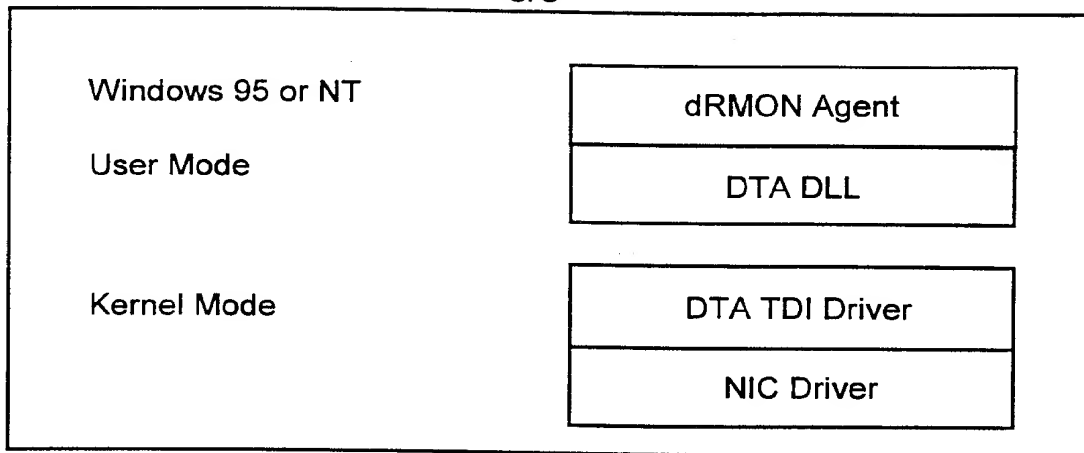 Windows 95 or NT
dRMON Agent
User Mode
DTA DLL
Kernel Mode
DTA TDI Driver
NIC Driver